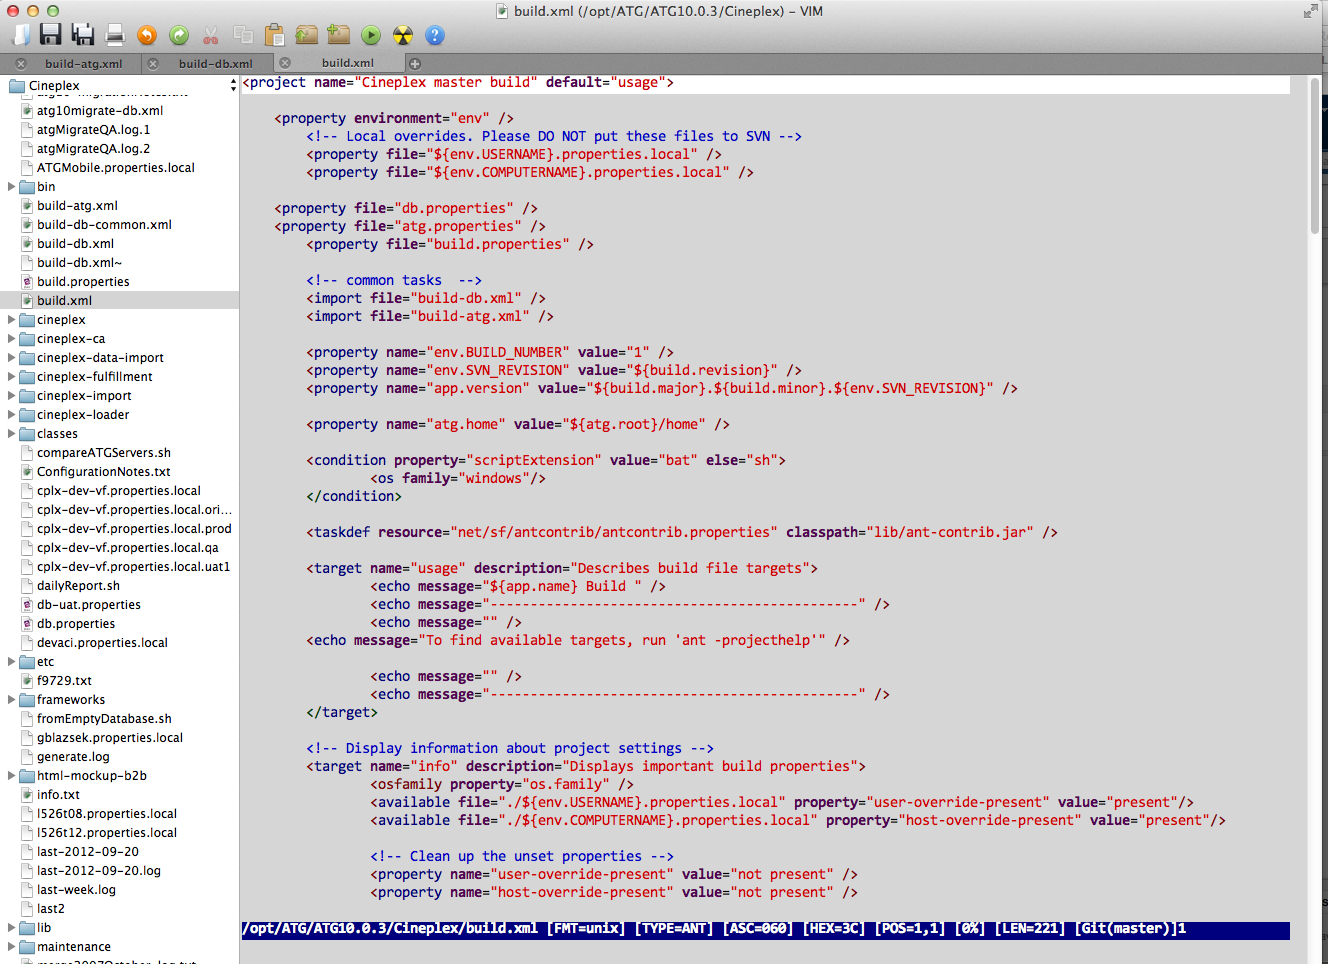 build.xml (/opt/ATG/ATG10.0.3/Cineplex) – VIM
build-atg.xml
build-db.xml
build.xml
Cineplex
atg10migrate-db.xml
atgMigrateQA.log.1
atgMigrateQA.log.2
ATGMobile.properties.local
bin
build-atg.xml
build-db-common.xml
build-db.xml
build-db.xml~
build.properties
build.xml
cineplex
cineplex-ca
cineplex-data-import
cineplex-fulfillment
cineplex-import
cineplex-loader
classes
compareATGServers.sh
ConfigurationNotes.txt
cplx-dev-vf.properties.local
cplx-dev-vf.properties.local.ori...
cplx-dev-vf.properties.local.prod
cplx-dev-vf.properties.local.qa
cplx-dev-vf.properties.local.uat1
dailyReport.sh
db-uat.properties
db.properties
devaci.properties.local
etc
f9729.txt
frameworks
fromEmptyDatabase.sh
gblazsek.properties.local
generate.log
html-mockup-b2b
info.txt
l526t08.properties.local
l526t12.properties.local
last-2012-09-20
last-2012-09-20.log
last-week.log
last2
lib
maintenance
<project name="Cineplex master build" default="usage">
<property environment="env" />
<!-- Local overrides. Please DO NOT put these files to SVN -->
<property file="${env.USERNAME}.properties.local" />
<property file="${env.COMPUTERNAME}.properties.local" />
<property file="db.properties" />
<property file="atg.properties" />
<property file="build.properties" />
<!-- common tasks  -->
<import file="build-db.xml" />
<import file="build-atg.xml" />
<property name="env.BUILD_NUMBER" value="1" />
<property name="env.SVN_REVISION" value="${build.revision}" />
<property name="app.version" value="${build.major}.${build.minor}.${env.SVN_REVISION}" />
<property name="atg.home" value="${atg.root}/home" />
<condition property="scriptExtension" value="bat" else="sh">
<os family="windows"/>
</condition>
<taskdef resource="net/sf/antcontrib/antcontrib.properties" classpath="lib/ant-contrib.jar" />
<target name="usage" description="Describes build file targets">
<echo message="${app.name} Build " />
<echo message="----------------------------------------------" />
<echo message="" />
<echo message="To find available targets, run 'ant -projecthelp'" />
<echo message="" />
<echo message="----------------------------------------------" />
</target>
<!-- Display information about project settings -->
<target name="info" description="Displays important build properties">
<osfamily property="os.family" />
<available file="./${env.USERNAME}.properties.local" property="user-override-present" value="present"/>
<available file="./${env.COMPUTERNAME}.properties.local" property="host-override-present" value="present"/>
<!-- Clean up the unset properties -->
<property name="user-override-present" value="not present" />
<property name="host-override-present" value="not present" />
/opt/ATG/ATG10.0.3/Cineplex/build.xml [FMT=unix] [TYPE=ANT] [ASC=060] [HEX=3C] [POS=1,1] [0%] [LEN=221] [Git(master)]1